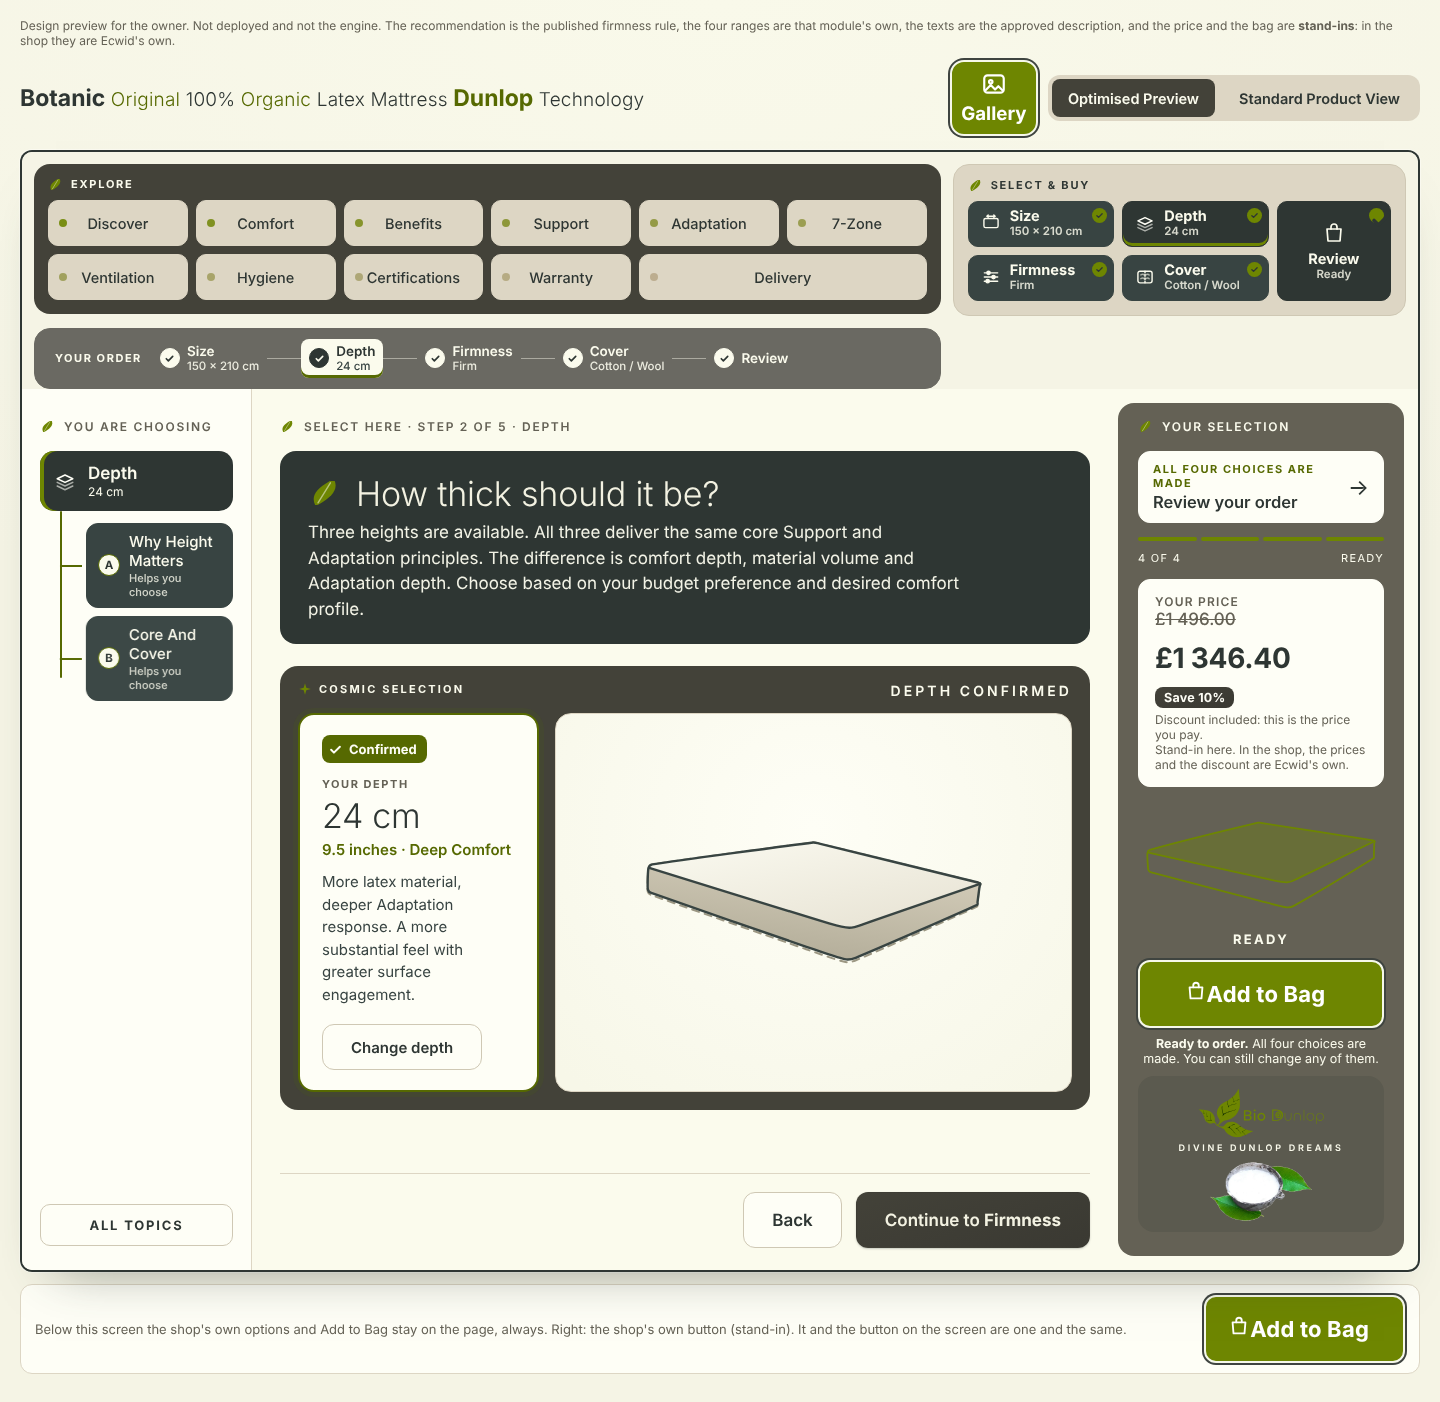 Design preview for the owner. Not deployed and not the engine. The recommendation is the published firmness rule, the four ranges are that module's own, the texts are the approved description, and the price and the bag are stand-ins: in the
shop they are Ecwid's own.
Botanic Original 100% Organic Latex Mattress Dunlop Technology
Gallery
Optimised Preview
Standard Product View
EXPLORE
Discover
Comfort
Benefits
Support
Adaptation
7-Zone
Ventilation
Hygiene
Certifications
Warranty
Delivery
SELECT & BUY
Size
150 × 210 cm
Depth
24 cm
Firmness
Firm
Cover
Cotton / Wool
Review
Ready
YOUR ORDER
Size
150 × 210 cm
Depth
24 cm
Firmness
Firm
Cover
Cotton / Wool
Review
YOU ARE CHOOSING
Depth
24 cm
A
Why Height
Matters
Helps you
choose
B
Core And
Cover
Helps you
choose
ALL TOPICS
SELECT HERE · STEP 2 OF 5 · DEPTH
How thick should it be?
Three heights are available. All three deliver the same core Support and
Adaptation principles. The difference is comfort depth, material volume and
Adaptation depth. Choose based on your budget preference and desired comfort
profile.
COSMIC SELECTION
DEPTH CONFIRMED
Confirmed
YOUR DEPTH
24 cm
9.5 inches · Deep Comfort
More latex material,
deeper Adaptation
response. A more
substantial feel with
greater surface
engagement.
Change depth
Back
Continue to Firmness
YOUR SELECTION
ALL FOUR CHOICES ARE
MADE
Review your order
4 OF 4
READY
YOUR PRICE
£1 496.00
£1 346.40
Save 10%
Discount included: this is the price
you pay.
Stand-in here. In the shop, the prices
and the discount are Ecwid's own.
READY
Add to Bag
Ready to order. All four choices are
made. You can still change any of them.
Bio Dunlop
DIVINE DUNLOP DREAMS
Below this screen the shop's own options and Add to Bag stay on the page, always. Right: the shop's own button (stand-in). It and the button on the screen are one and the same.
Add to Bag